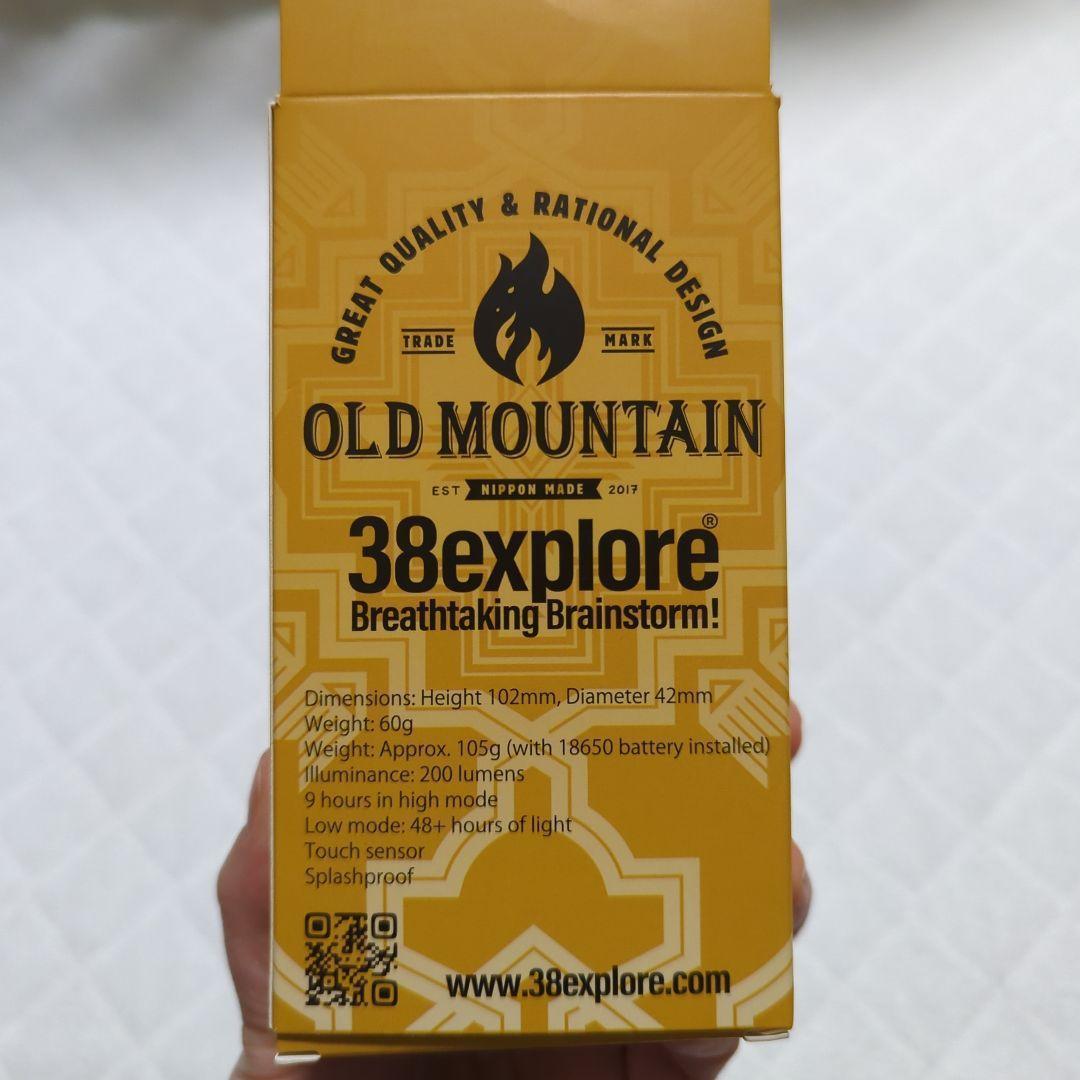 GREAT QUALITY & RATIONAL DESIGN
TRADE MARK
OLD MOUNTAIN
EST NIPPON MADE 2017
38explore®
Breathtaking Brainstorm!
Dimensions: Height 102mm, Diameter 42mm
Weight: 60g
Weight: Approx. 105g (with 18650 battery installed)
Illuminance: 200 lumens
9 hours in high mode
Low mode: 48+ hours of light
Touch sensor
Splashproof
www.38explore.com